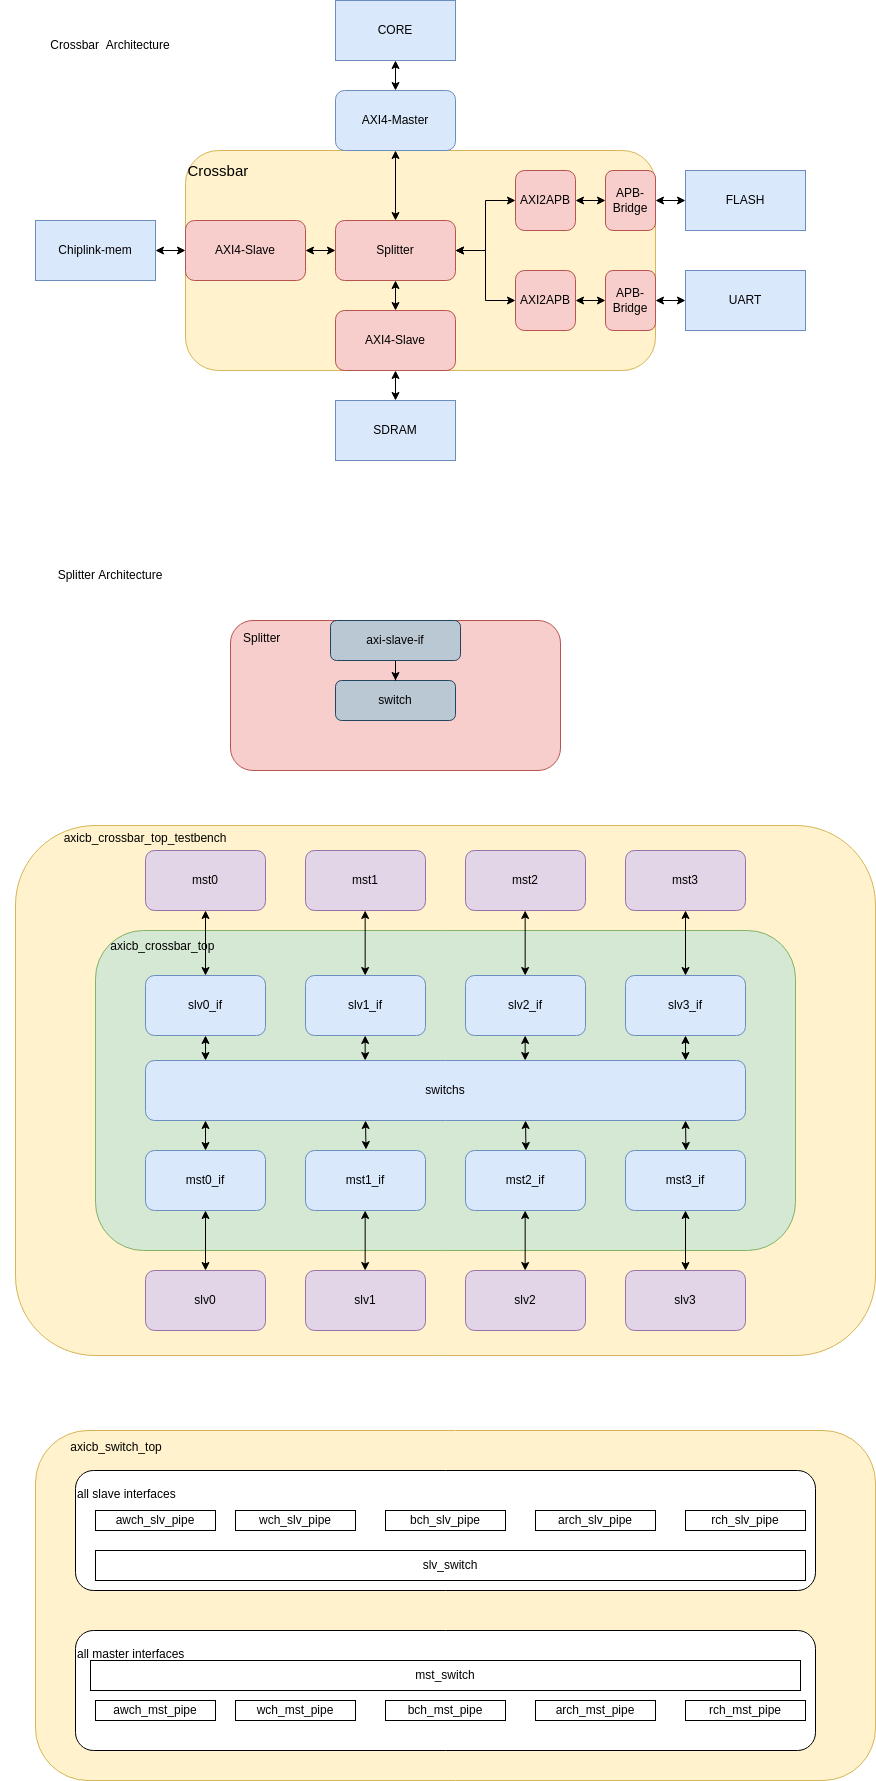 CORE
Crossbar  Architecture
AXI4-Master
Crossbar
AXI2APB
APB-
Bridge
FLASH
Chiplink-mem
AXI4-Slave
Splitter
AXI2APB
APB-
Bridge
UART
AXI4-Slave
SDRAM
Splitter Architecture
Splitter
axi-slave-if
switch
axicb_crossbar_top_testbench
mst0
mst1
mst2
mst3
axicb_crossbar_top
slv0_if
slv1_if
slv2_if
slv3_if
switchs
mst0_if
mst1_if
mst2_if
mst3_if
slv0
slv1
slv2
slv3
axicb_switch_top
all slave interfaces
awch_slv_pipe
wch_slv_pipe
bch_slv_pipe
arch_slv_pipe
rch_slv_pipe
slv_switch
all master interfaces
mst_switch
awch_mst_pipe
wch_mst_pipe
bch_mst_pipe
arch_mst_pipe
rch_mst_pipe